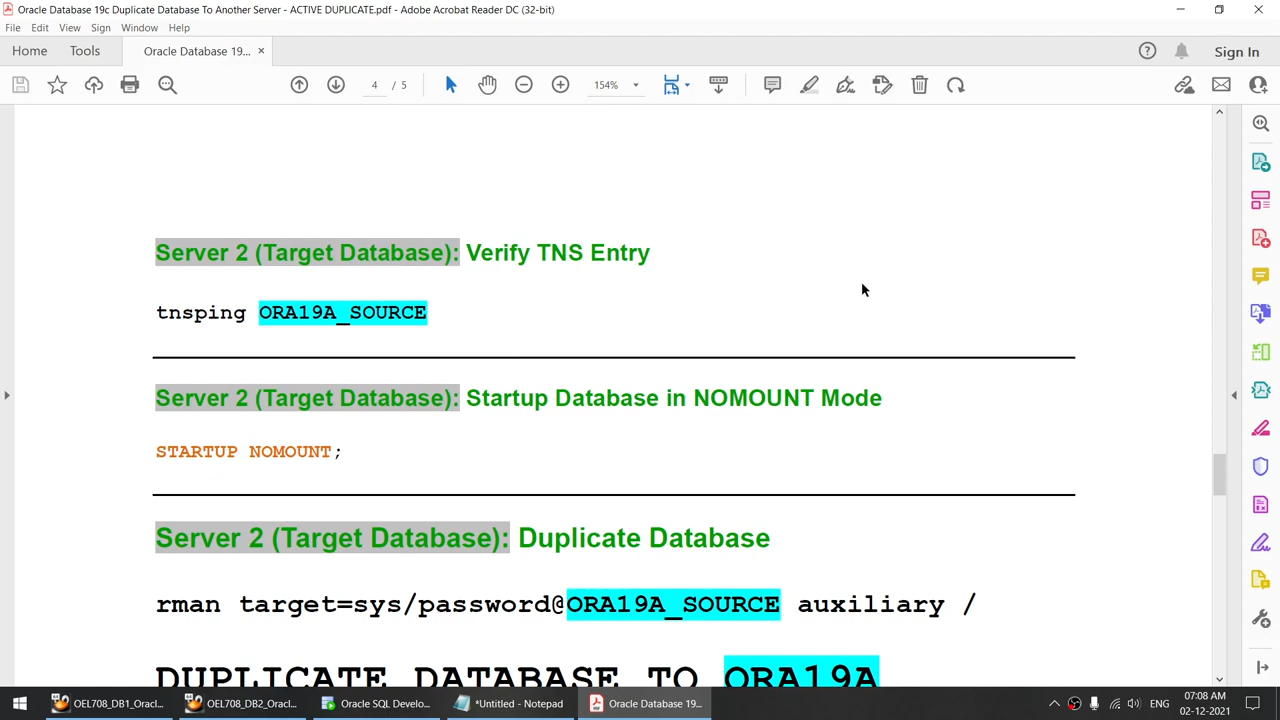 Oracle Database 19c Duplicate Database To Another Server - ACTIVE DUPLICATE.pdf - Adobe Acrobat Reader DC (32-bit)
File Edit View Sign Window Help
Home Tools Oracle Database 19... × Sign In
4 / 5 154%
Server 2 (Target Database): Verify TNS Entry
tnsping ORA19A_SOURCE
Server 2 (Target Database): Startup Database in NOMOUNT Mode
STARTUP NOMOUNT;
Server 2 (Target Database): Duplicate Database
rman target=sys/password@ORA19A_SOURCE auxiliary /
DUPLICATE DATABASE TO ORA19A
OEL708_DB1_Oracl... OEL708_DB2_Oracl... Oracle SQL Develo... *Untitled - Notepad Oracle Database 19... ENG 07:08 AM
02-12-2021